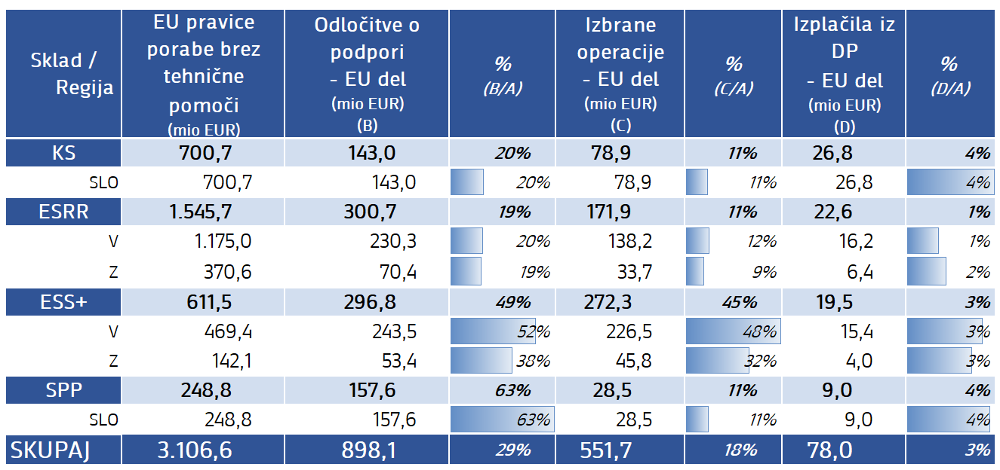 Sklad / Regija
EU pravice porabe brez tehnične pomoči (mio EUR)
Odločitve o podpori - EU del (mio EUR) (B)
% (B/A)
Izbrane operacije - EU del (mio EUR) (C)
% (C/A)
Izplačila iz DP - EU del (mio EUR) (D)
% (D/A)
KS 700,7 143,0 20% 78,9 11% 26,8 4%
SLO 700,7 143,0 20% 78,9 11% 26,8 4%
ESRR 1.545,7 300,7 19% 171,9 11% 22,6 1%
V 1.175,0 230,3 20% 138,2 12% 16,2 1%
Z 370,6 70,4 19% 33,7 9% 6,4 2%
ESS+ 611,5 296,8 49% 272,3 45% 19,5 3%
V 469,4 243,5 52% 226,5 48% 15,4 3%
Z 142,1 53,4 38% 45,8 32% 4,0 3%
SPP 248,8 157,6 63% 28,5 11% 9,0 4%
SLO 248,8 157,6 63% 28,5 11% 9,0 4%
SKUPAJ 3.106,6 898,1 29% 551,7 18% 78,0 3%